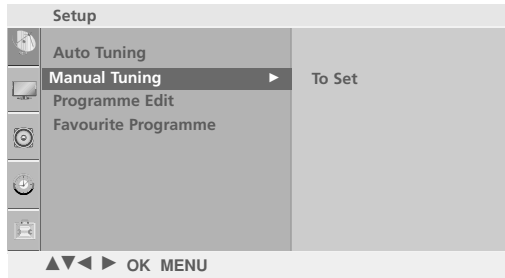 Setup
Auto Tuning
Manual Tuning ► To Set
Programme Edit
Favourite Programme
▲▼◄ ► OK MENU